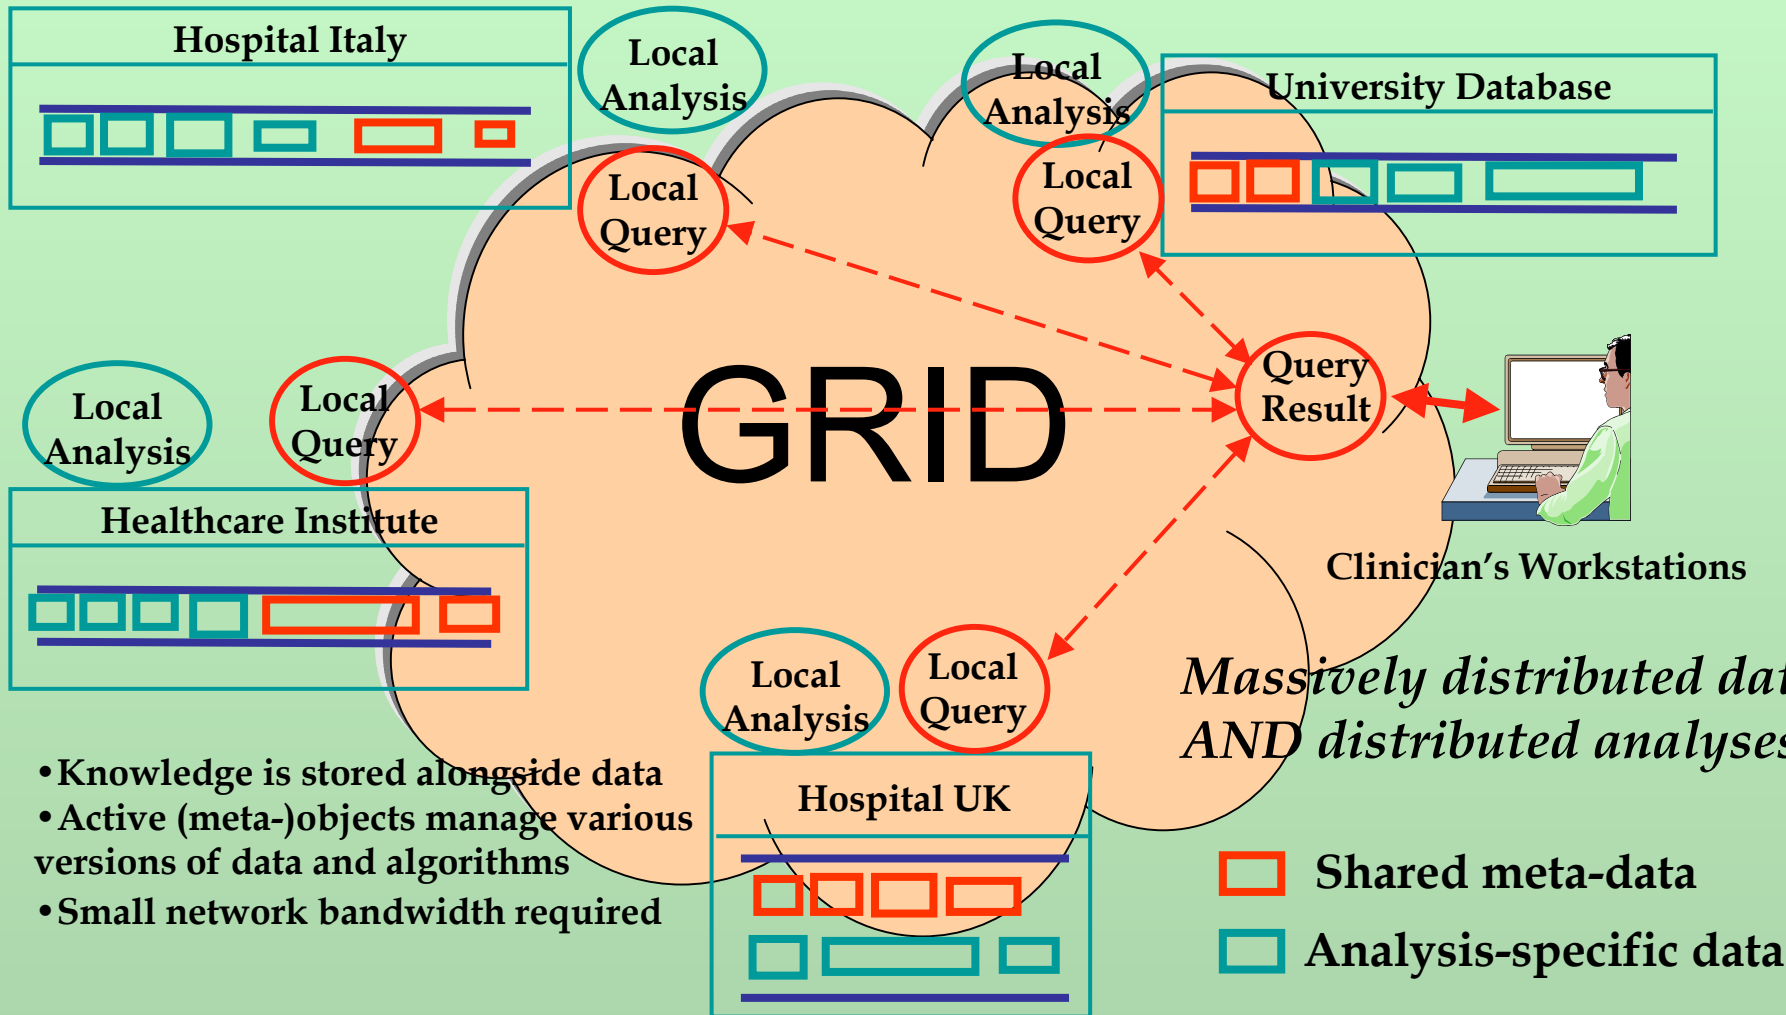 Hospital Italy
Local
Analysis
Local
Query
Local
Analysis
Local
Query
University Database
Local
Analysis
Local
Query
GRID
Query
Result
Healthcare Institute
Clinician’s Workstations
Local
Analysis
Local
Query
Massively distributed dat
AND distributed analyses
•Knowledge is stored alongside data
•Active (meta-)objects manage various
versions of data and algorithms
•Small network bandwidth required
Hospital UK
Shared meta-data
Analysis-specific data